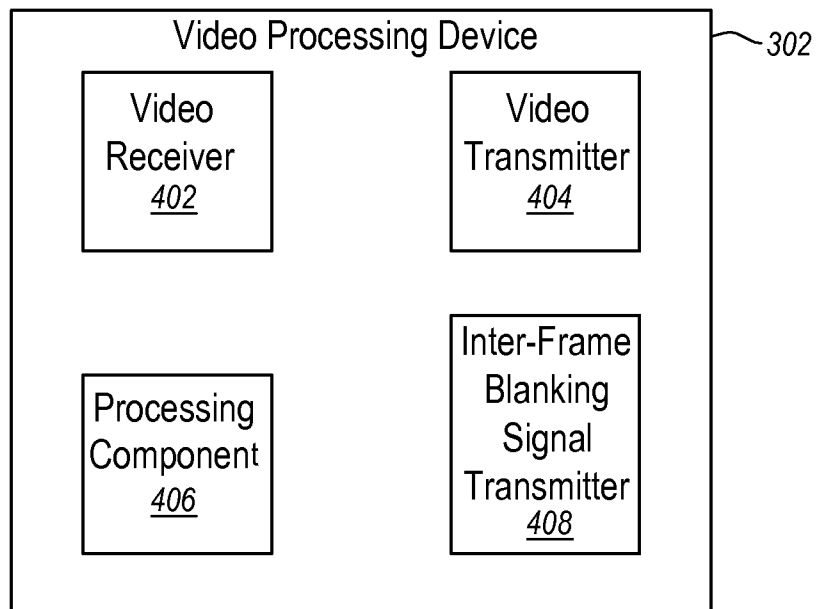 Video Processing Device
302
Video
Receiver
402
Video
Transmitter
404
Processing
Component
406
Inter-Frame
Blanking
Signal
Transmitter
408